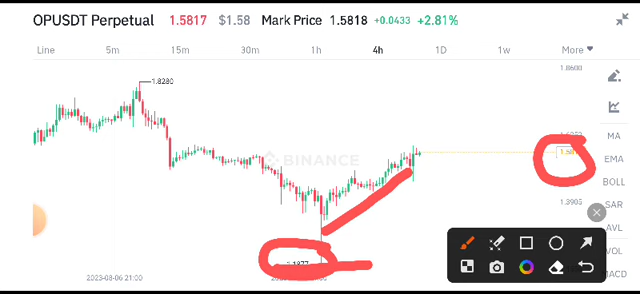 OPUSDT Perpetual 1.5817 $1.58 Mark Price 1.5818 +0.0433 +2.81%
Line 5m 15m 30m 1h 4h 1D 1w More
1.8280
1.8600
MA
EMA
BINANCE
BOLL
SAR
1.3905
AVL
VOL
MACD
2023-08-06 21:00